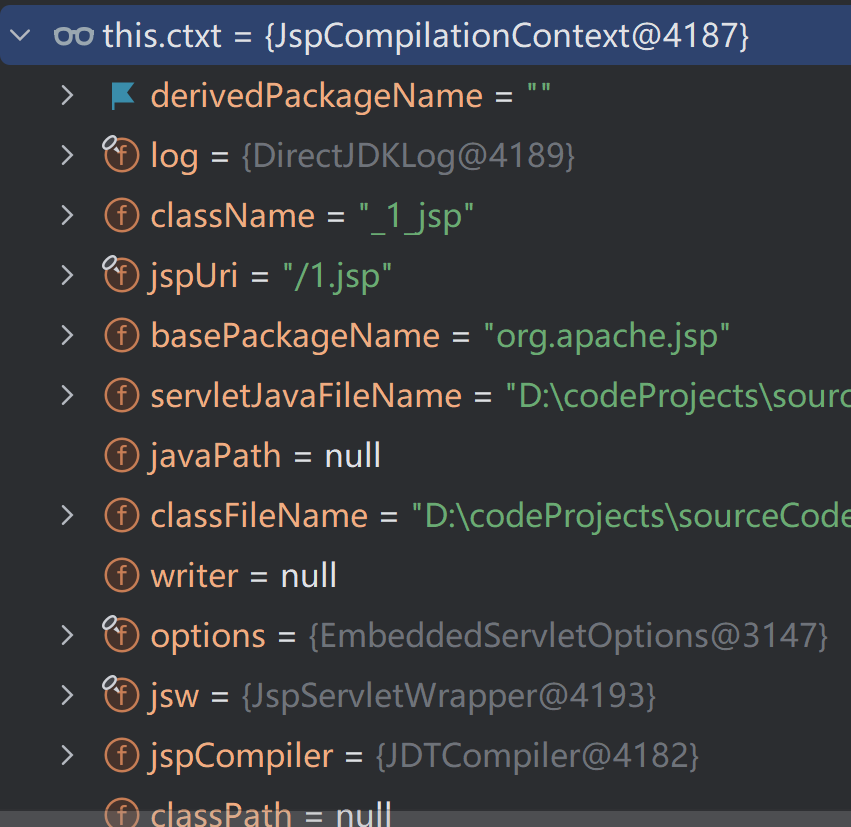 this.ctxt = {JspCompilationContext@4187}
derivedPackageName = ""
log = {DirectJDKLog@4189}
className = "_1_jsp"
jspUri = "/1.jsp"
basePackageName = "org.apache.jsp"
servletJavaFileName = "D:\codeProjects\sourc
javaPath = null
classFileName = "D:\codeProjects\sourceCode
writer = null
options = {EmbeddedServletOptions@3147}
jsw = {JspServletWrapper@4193}
jspCompiler = {JDTCompiler@4182}
classPath = null